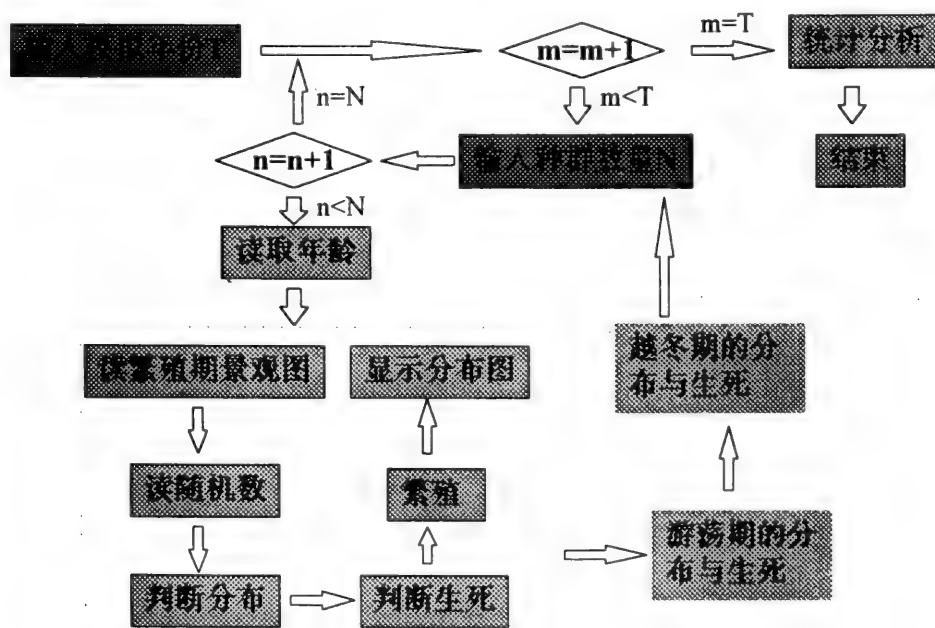 输入模拟年份T
m=m+1
m=T
统计分析
n=N
m<T
n=n+1
输入种群数量N
结束
n<N
读取年龄
读繁殖期景观图
显示分布图
越冬期的分
布与生死
读随机数
繁殖
游荡期的分
布与生死
判断分布
判断生死